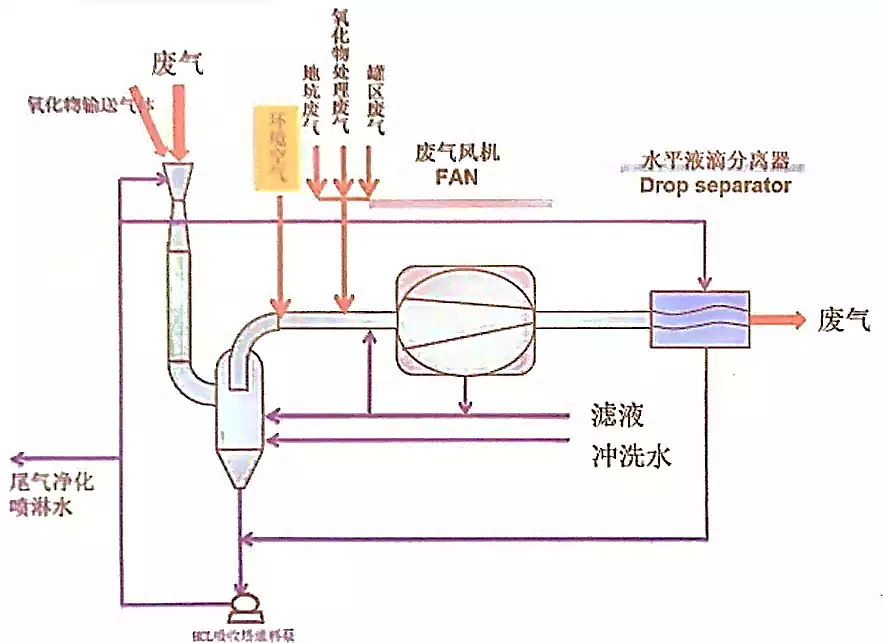 废气
氧化物输送气体
环境空气
地坑废气
氧化物处理废气
罐区废气
废气风机
FAN
水平液滴分离器
Drop separator
废气
滤液
冲洗水
尾气净化
喷淋水
HCL吸收塔进料泵